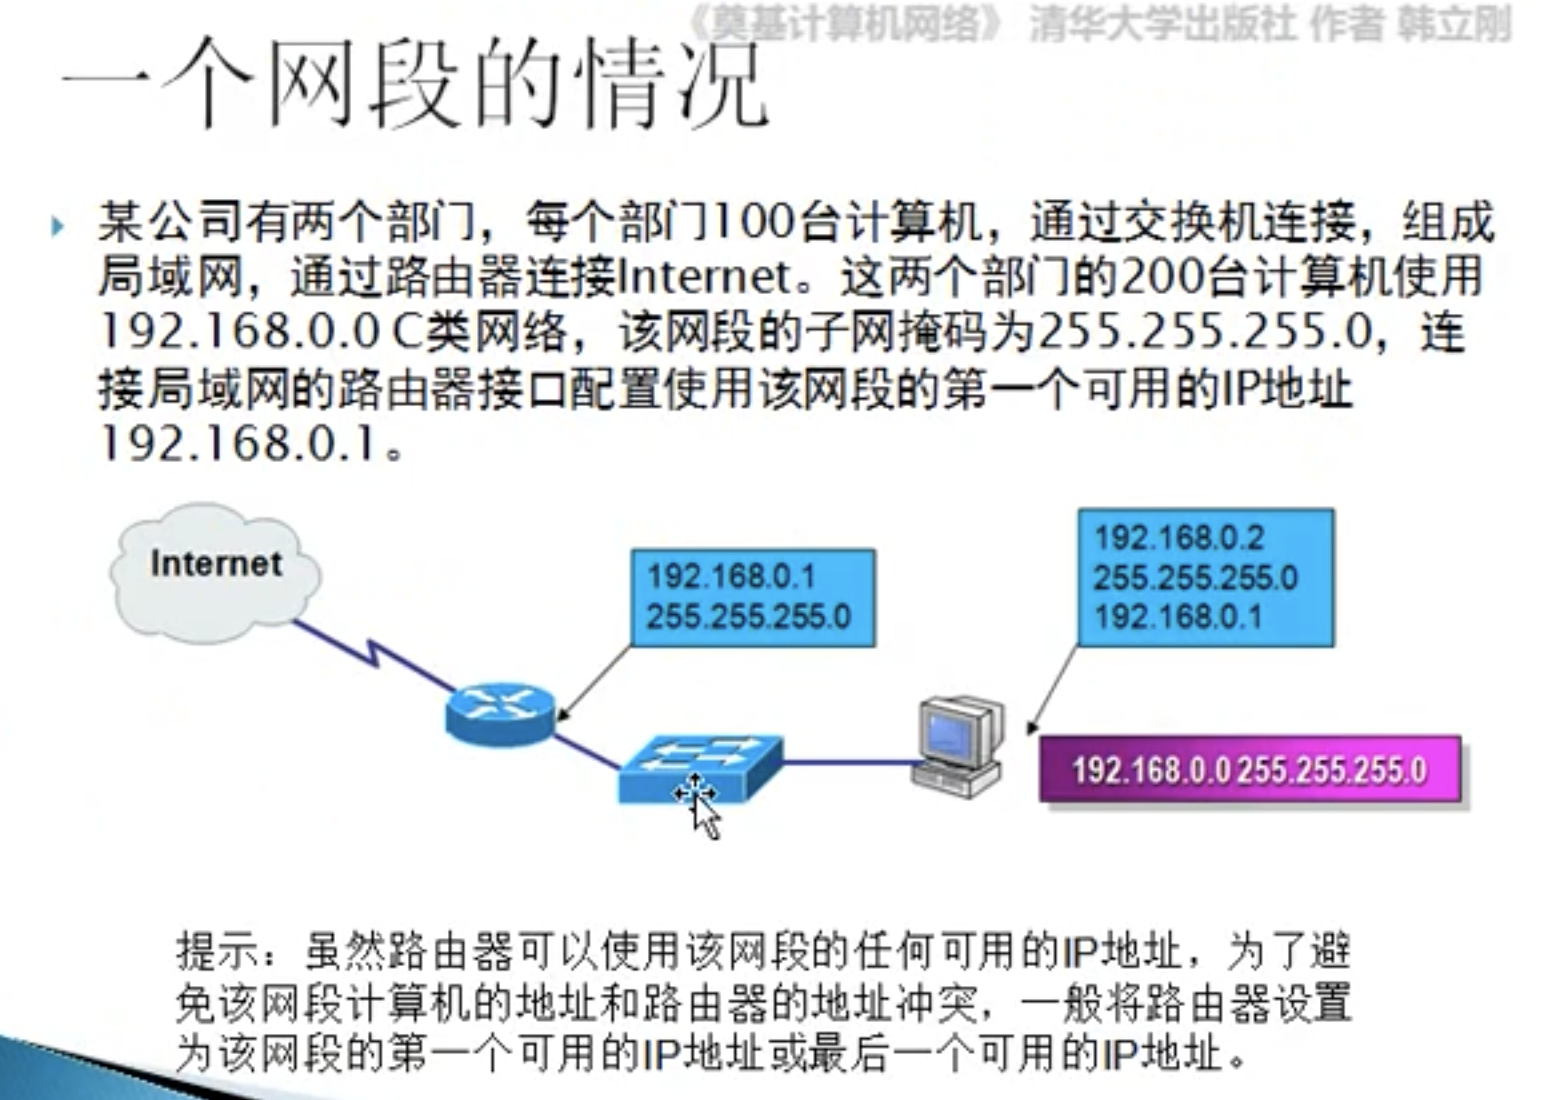 《奠基计算机网络》 清华大学出版社 作者 韩立刚
一个网段的情况
某公司有两个部门，每个部门100台计算机，通过交换机连接，组成
局域网，通过路由器连接Internet。这两个部门的200台计算机使用
192.168.0.0 C类网络，该网段的子网掩码为255.255.255.0，连
接局域网的路由器接口配置使用该网段的第一个可用的IP地址
192.168.0.1。
Internet
192.168.0.1
255.255.255.0
192.168.0.2
255.255.255.0
192.168.0.1
192.168.0.0 255.255.255.0
提示：虽然路由器可以使用该网段的任何可用的IP地址，为了避
免该网段计算机的地址和路由器的地址冲突，一般将路由器设置
为该网段的第一个可用的IP地址或最后一个可用的IP地址。